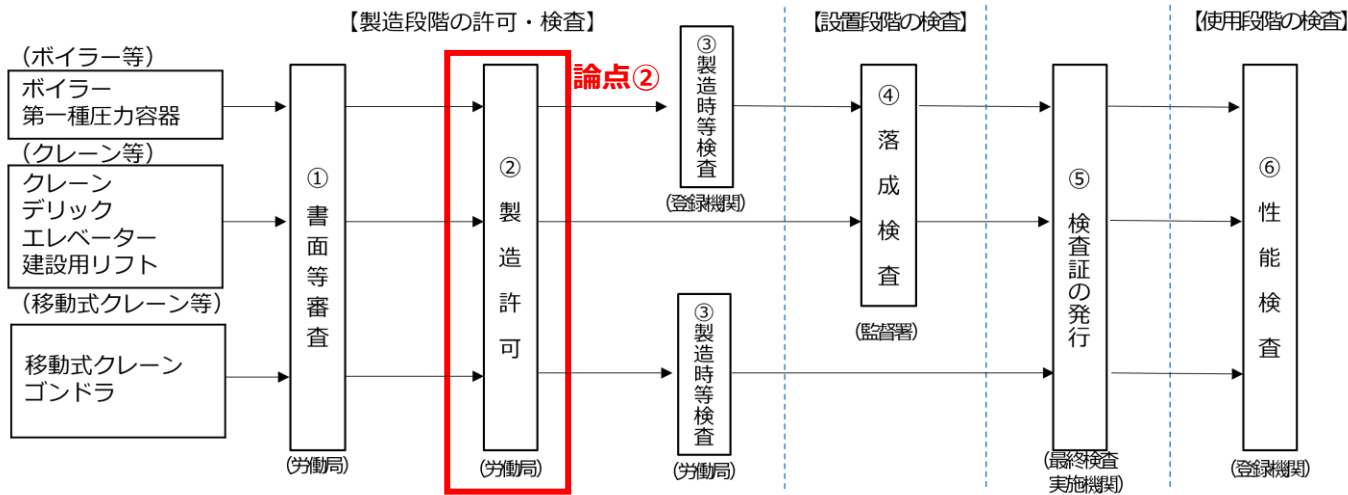 【製造段階の許可・検査】
【設置段階の検査】
【使用段階の検査】
(ボイラー等)
ボイラー
第一種圧力容器
(クレーン等)
クレーン
デリック
エレベーター
建設用リフト
(移動式クレーン等)
移動式クレーン
ゴンドラ
①書面等審査
(労働局)
論点②
②製造許可
(労働局)
③製造時等検査
(登録機関)
③製造時等検査
(労働局)
④落成検査
(監督署)
⑤検査証の発行
(最終検査
実施機関)
⑥性能検査
(登録機関)